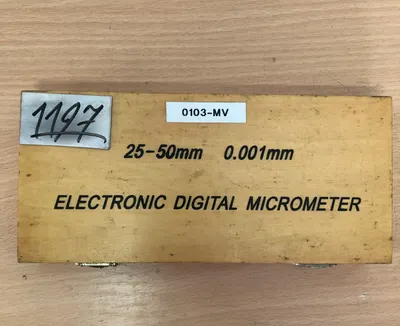 1197
0103-MV
25-50mm 0.001mm
ELECTRONIC DIGITAL MICROMETER